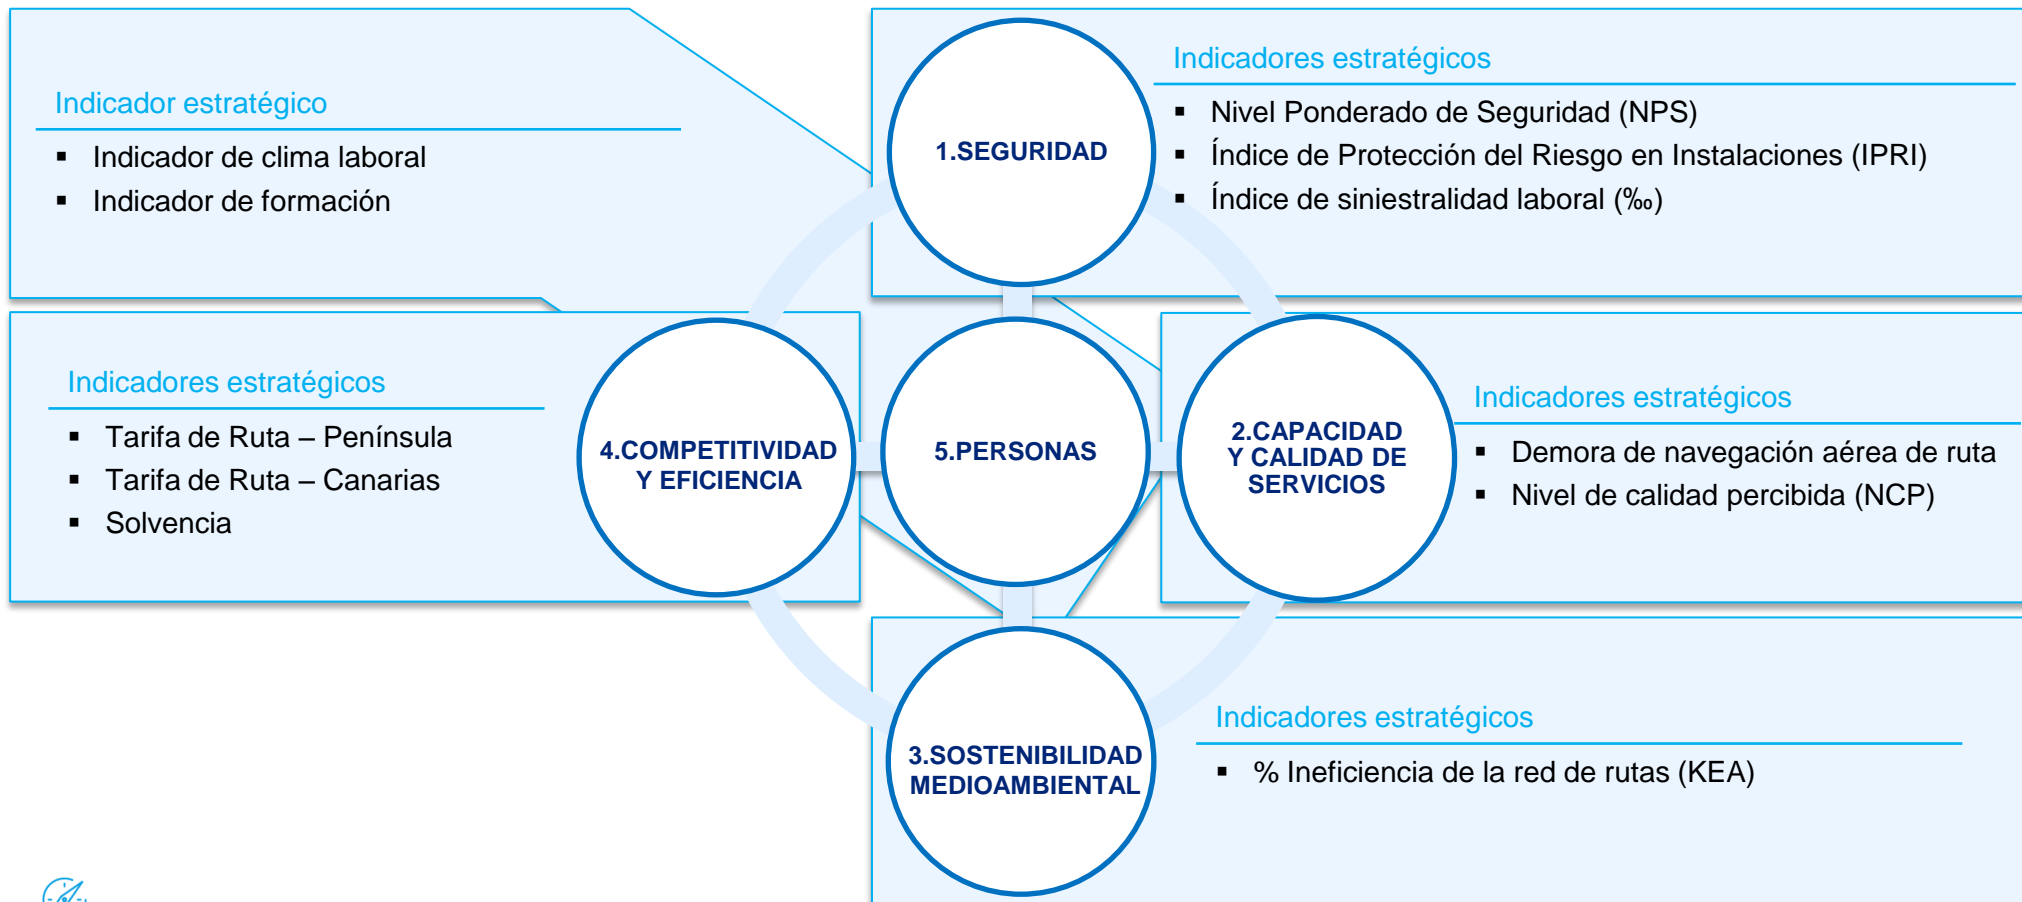 Indicador estratégico
▪ Indicador de clima laboral
▪ Indicador de formación
1.SEGURIDAD
Indicadores estratégicos
▪ Nivel Ponderado de Seguridad (NPS)
▪ Índice de Protección del Riesgo en Instalaciones (IPRI)
▪ Índice de siniestralidad laboral (‰)
Indicadores estratégicos
▪ Tarifa de Ruta – Península
▪ Tarifa de Ruta – Canarias
▪ Solvencia
4.COMPETITIVIDAD
Y EFICIENCIA
5.PERSONAS
2.CAPACIDAD
Y CALIDAD DE
SERVICIOS
Indicadores estratégicos
▪ Demora de navegación aérea de ruta
▪ Nivel de calidad percibida (NCP)
3.SOSTENIBILIDAD
MEDIOAMBIENTAL
Indicadores estratégicos
▪ % Ineficiencia de la red de rutas (KEA)